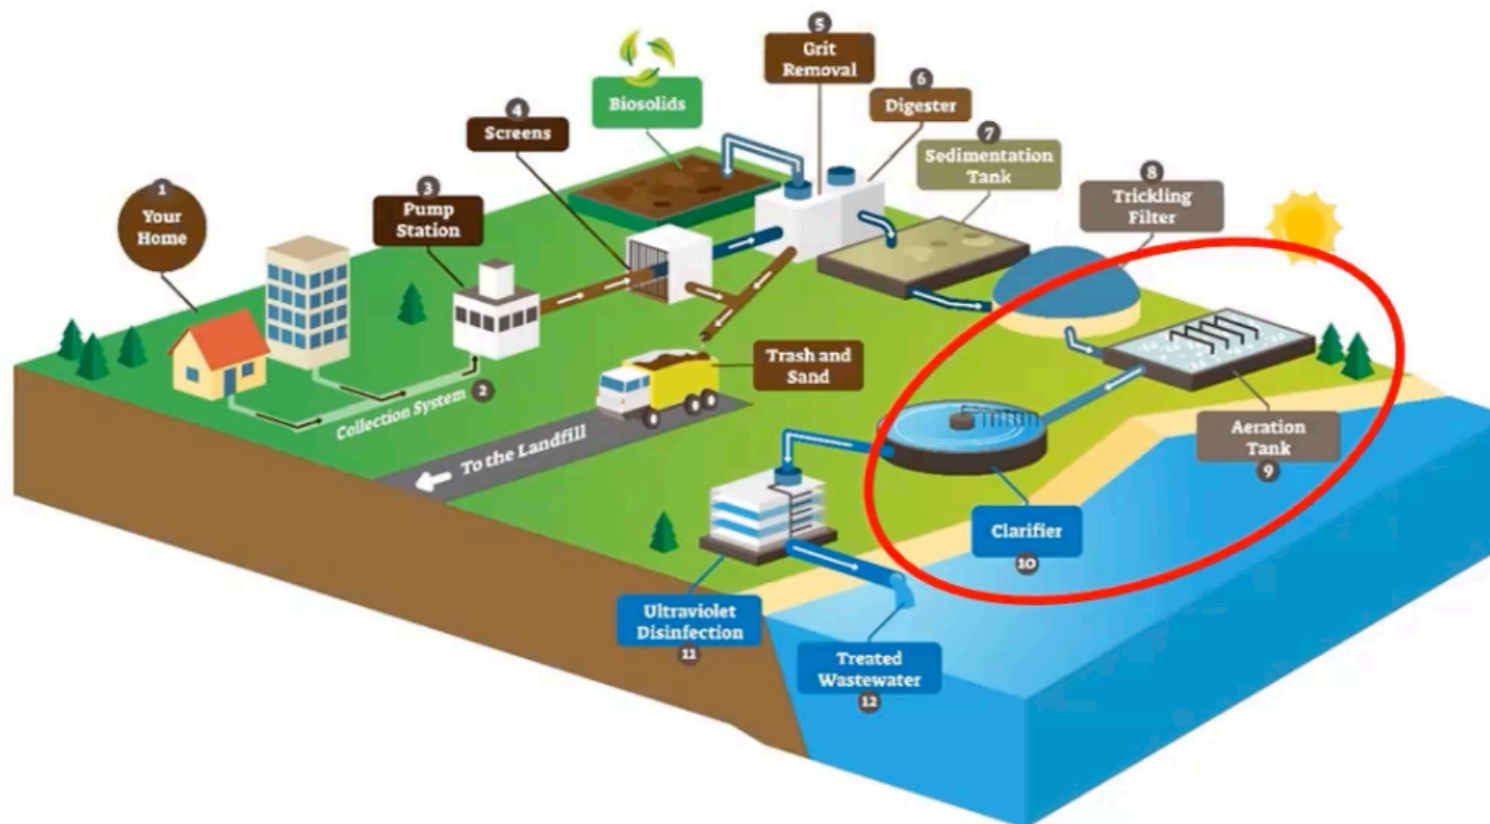 1
Your
Home
Collection System 2
3
Pump
Station
4
Screens
Biosolids
5
Grit
Removal
6
Digester
7
Sedimentation
Tank
8
Trickling
Filter
Aeration
Tank
9
Clarifier
10
Ultraviolet
Disinfection
11
Treated
Wastewater
12
Trash and
Sand
To the Landfill